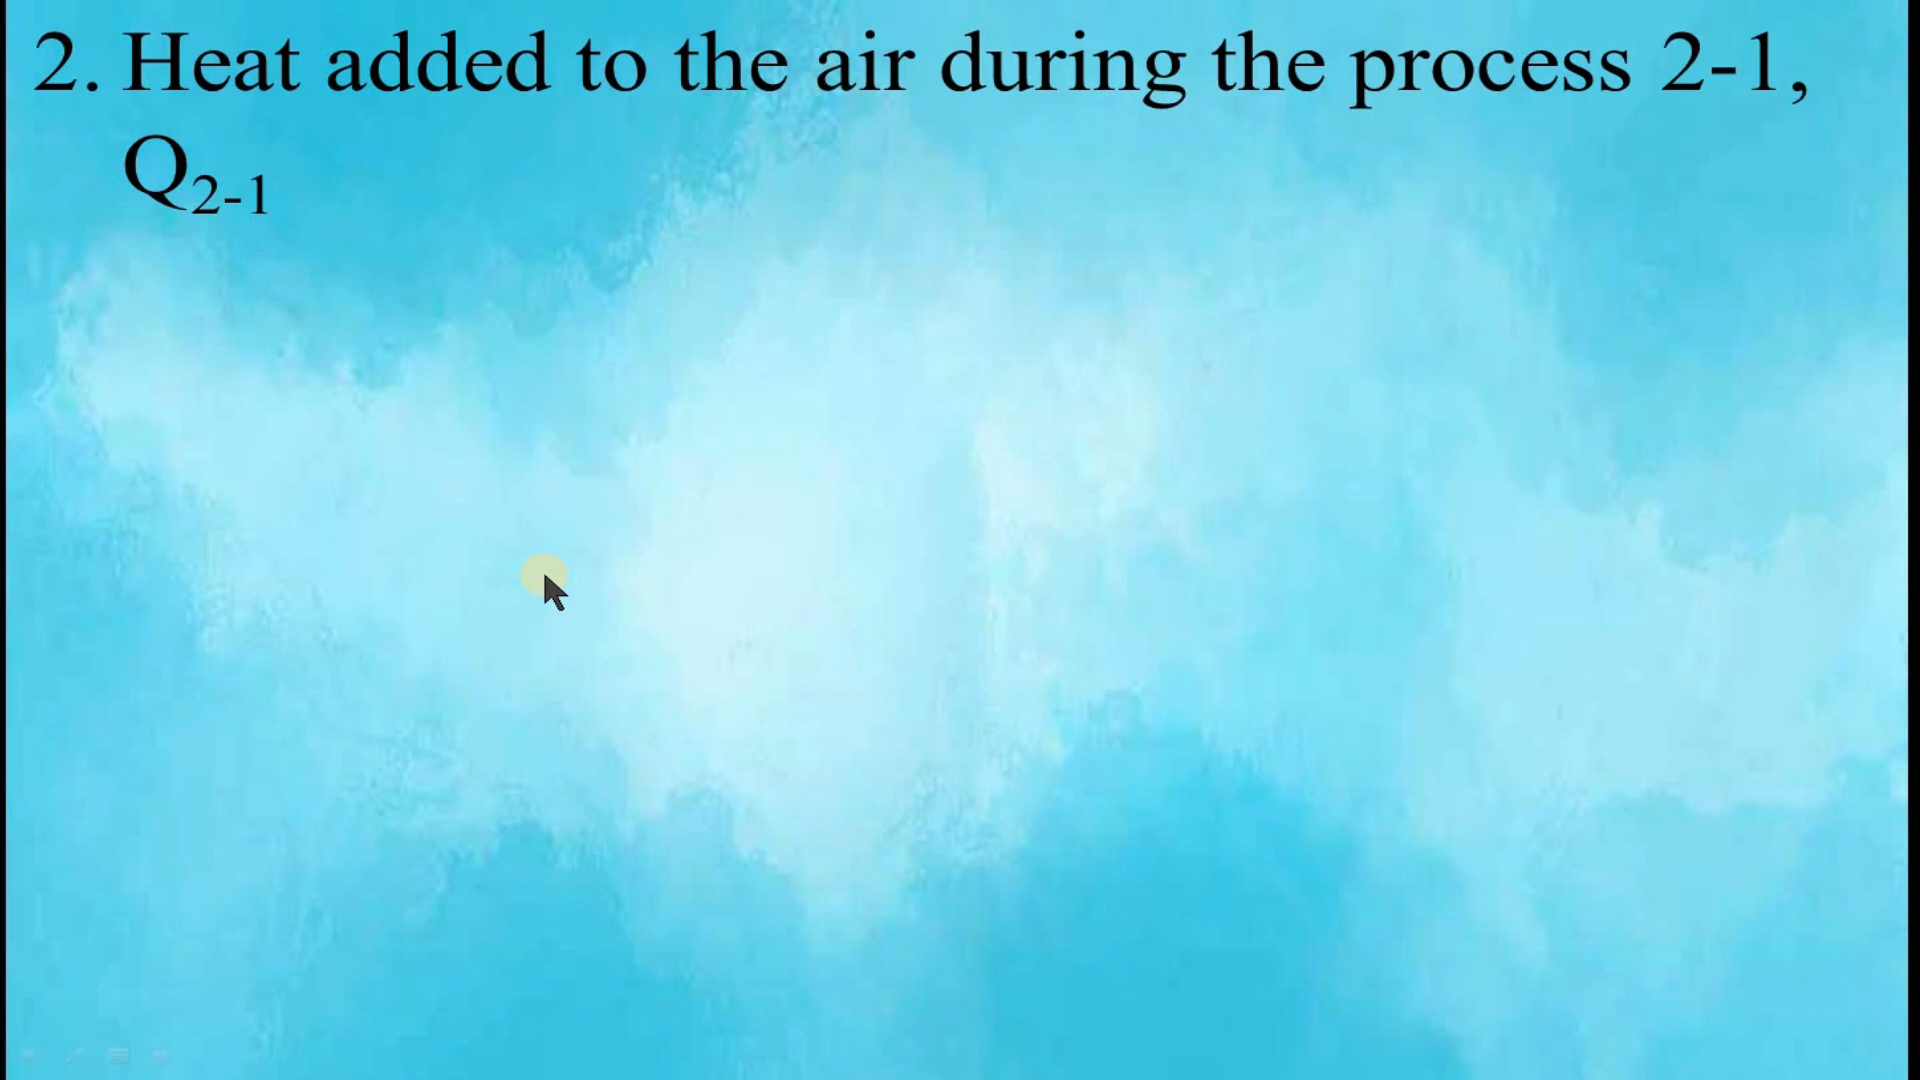 2. Heat added to the air during the process 2-1,
Q₂₋₁